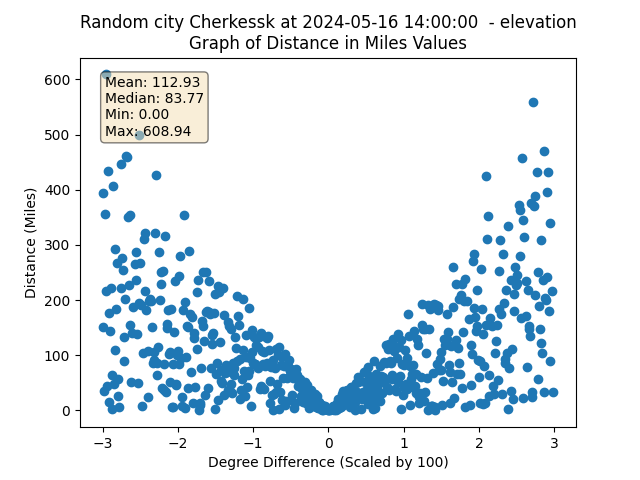 Random city Cherkessk at 2024-05-16 14:00:00  - elevation
Graph of Distance in Miles Values
Mean: 112.93
Median: 83.77
Min: 0.00
Max: 608.94
600
500
400
300
200
100
0
Distance (Miles)
−3
−2
−1
0
1
2
3
Degree Difference (Scaled by 100)